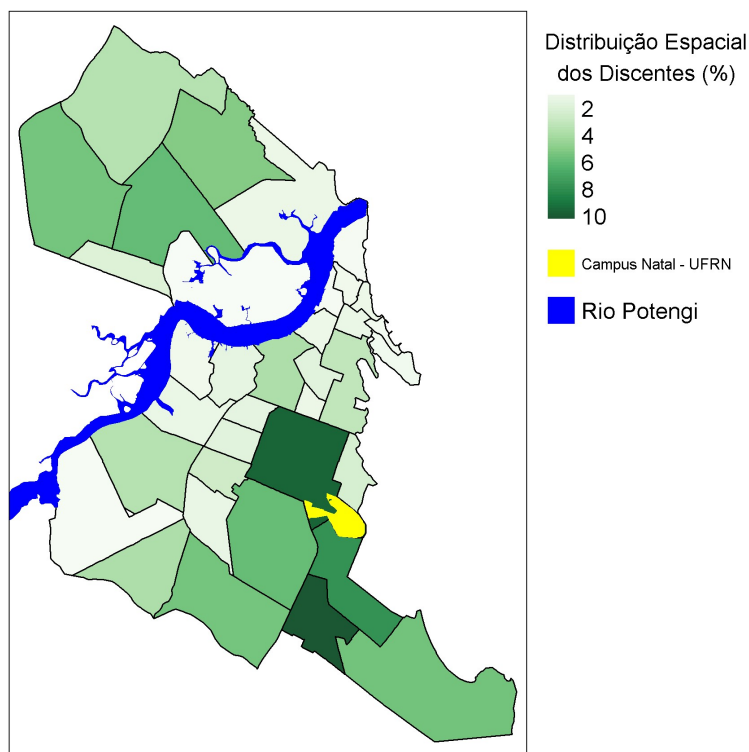 Distribuição Espacial
dos Discentes (%)
2
4
6
8
10
Campus Natal - UFRN
Rio Potengi